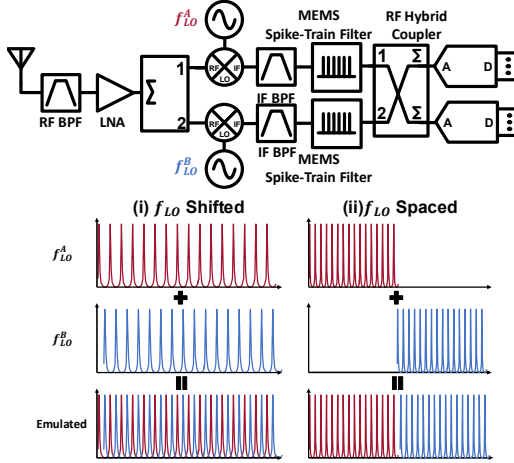 f_LO^A
MEMS
Spike-Train Filter
RF Hybrid
Coupler
RF LO IF
IF BPF
1
Σ
2
1 Σ
2 Σ
A D
A D
RF BPF
LNA
RF LO IF
IF BPF
MEMS
Spike-Train Filter
f_LO^B
(i) f_LO Shifted
(ii) f_LO Spaced
f_LO^A
+ +
f_LO^B
Emulated